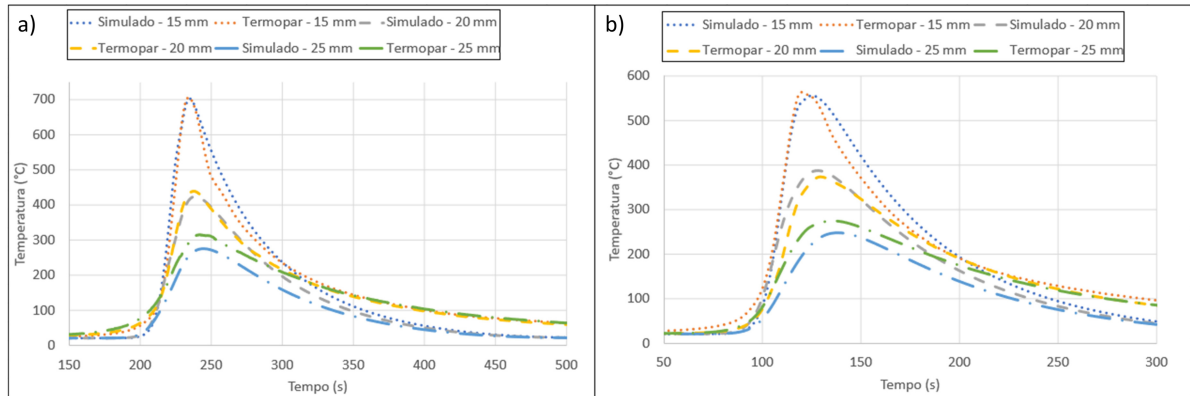 a)
Simulado - 15 mm Termopar - 15 mm Simulado - 20 mm
Termopar - 20 mm Simulado - 25 mm Termopar - 25 mm
Temperatura (°C)
700
600
500
400
300
200
100
0
150 200 250 300 350 400 450 500
Tempo (s)
b)
Simulado - 15 mm Termopar - 15 mm Simulado - 20 mm
Termopar - 20 mm Simulado - 25 mm Termopar - 25 mm
Temperatura (°C)
600
500
400
300
200
100
0
50 100 150 200 250 300
Tempo (s)